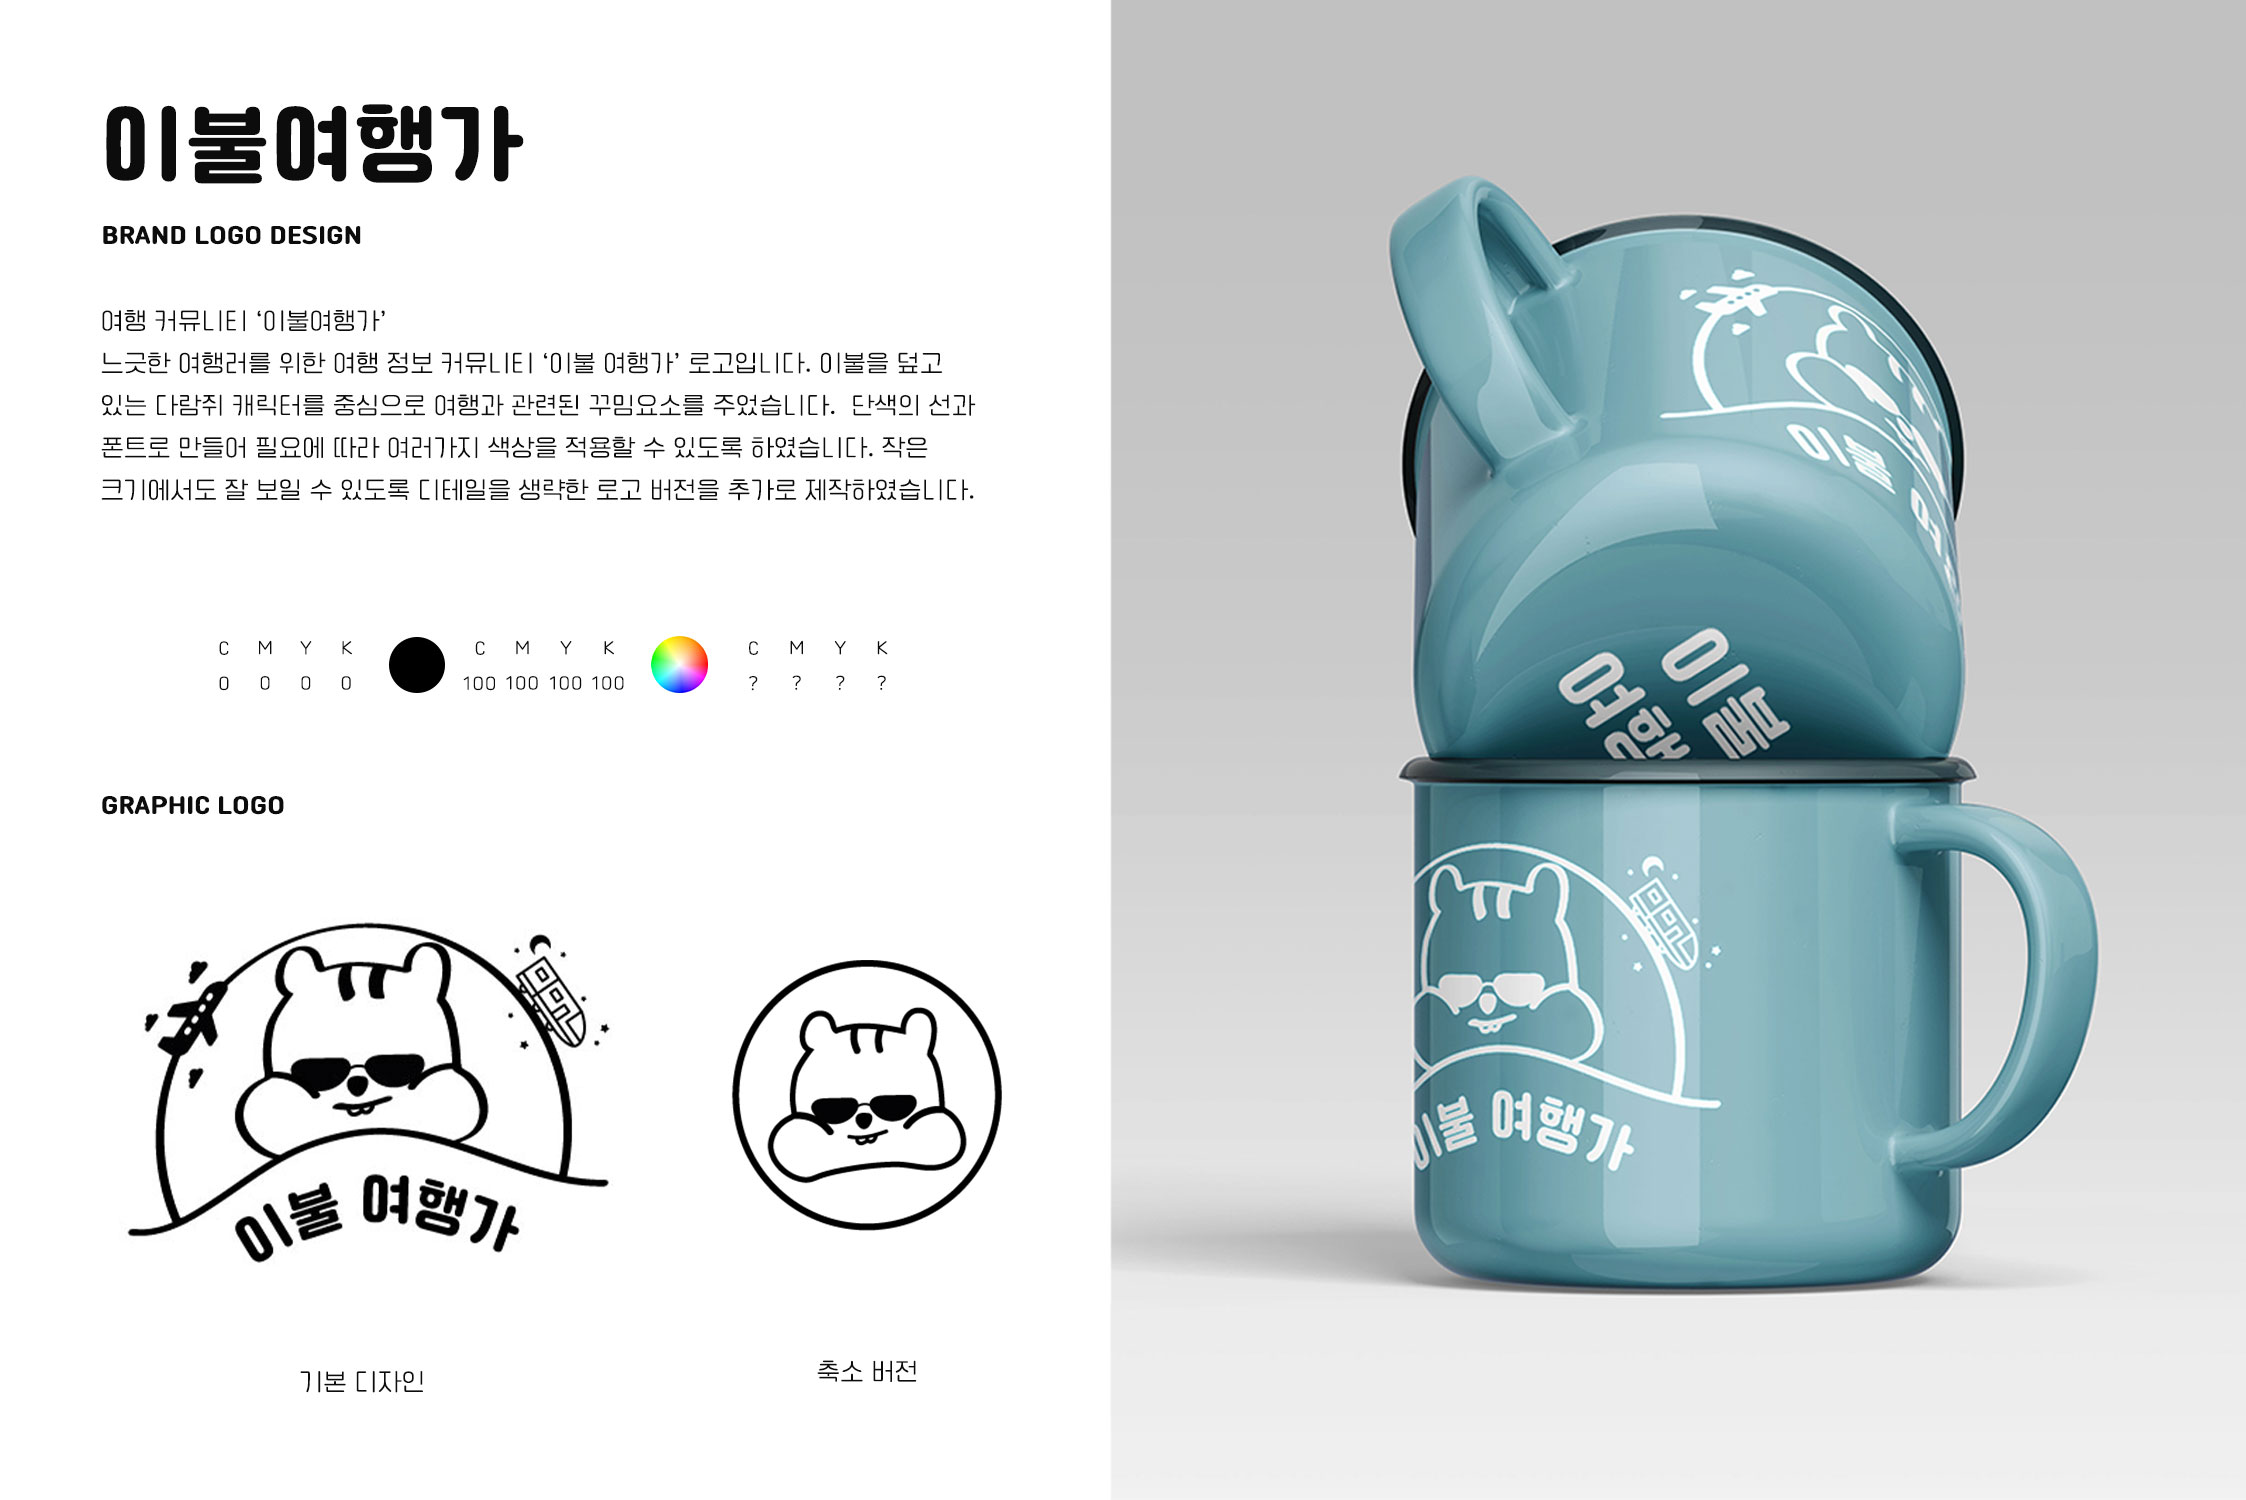 이불여행가
BRAND LOGO DESIGN
여행 커뮤니티 ‘이불여행가’
느긋한 여행러를 위한 여행 정보 커뮤니티 ‘이불 여행가’ 로고입니다. 이불을 덮고
있는 다람쥐 캐릭터를 중심으로 여행과 관련된 꾸밈요소를 주었습니다.  단색의 선과
폰트로 만들어 필요에 따라 여러가지 색상을 적용할 수 있도록 하였습니다. 작은
크기에서도 잘 보일 수 있도록 디테일을 생략한 로고 버전을 추가로 제작하였습니다.
C M Y K C M Y K C M Y K
0 0 0 0 100 100 100 100 ? ? ? ?
GRAPHIC LOGO
이불 여행가
기본 디자인
축소 버전
이불 여
이불
여행
이불 여행가